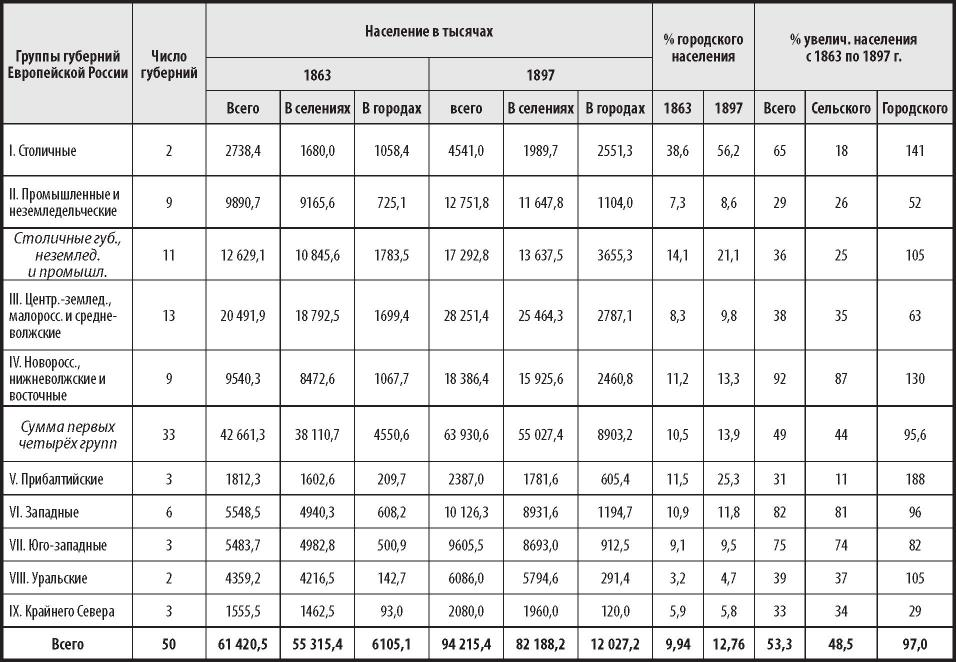 Группы губерний
Европейской России
Число
губерний
Население в тысячах
% городского
населения
% увелич. населения
с 1863 по 1897 г.
1863 1897
Всего В селениях В городах всего В селениях В городах 1863 1897 Всего Сельского Городского
I. Столичные 2 2738,4 1680,0 1058,4 4541,0 1989,7 2551,3 38,6 56,2 65 18 141
II. Промышленные и
неземледельческие 9 9890,7 9165,6 725,1 12 751,8 11 647,8 1104,0 7,3 8,6 29 26 52
Столичные губ.,
неземлед.
и промышл. 11 12 629,1 10 845,6 1783,5 17 292,8 13 637,5 3655,3 14,1 21,1 36 25 105
III. Центр.-землед.,
малоросс. и средне-
волжские 13 20 491,9 18 792,5 1699,4 28 251,4 25 464,3 2787,1 8,3 9,8 38 35 63
IV. Новоросс.,
нижневолжские и
восточные 9 9540,3 8472,6 1067,7 18 386,4 15 925,6 2460,8 11,2 13,3 92 87 130
Сумма первых
четырёх групп 33 42 661,3 38 110,7 4550,6 63 930,6 55 027,4 8903,2 10,5 13,9 49 44 95,6
V. Прибалтийские 3 1812,3 1602,6 209,7 2387,0 1781,6 605,4 11,5 25,3 31 11 188
VI. Западные 6 5548,5 4940,3 608,2 10 126,3 8931,6 1194,7 10,9 11,8 82 81 96
VII. Юго-западные 3 5483,7 4982,8 500,9 9605,5 8693,0 912,5 9,1 9,5 75 74 82
VIII. Уральские 2 4359,2 4216,5 142,7 6086,0 5794,6 291,4 3,2 4,7 39 37 105
IX. Крайнего Севера 3 1555,5 1462,5 93,0 2080,0 1960,0 120,0 5,9 5,8 33 34 29
Всего 50 61 420,5 55 315,4 6105,1 94 215,4 82 188,2 12 027,2 9,94 12,76 53,3 48,5 97,0